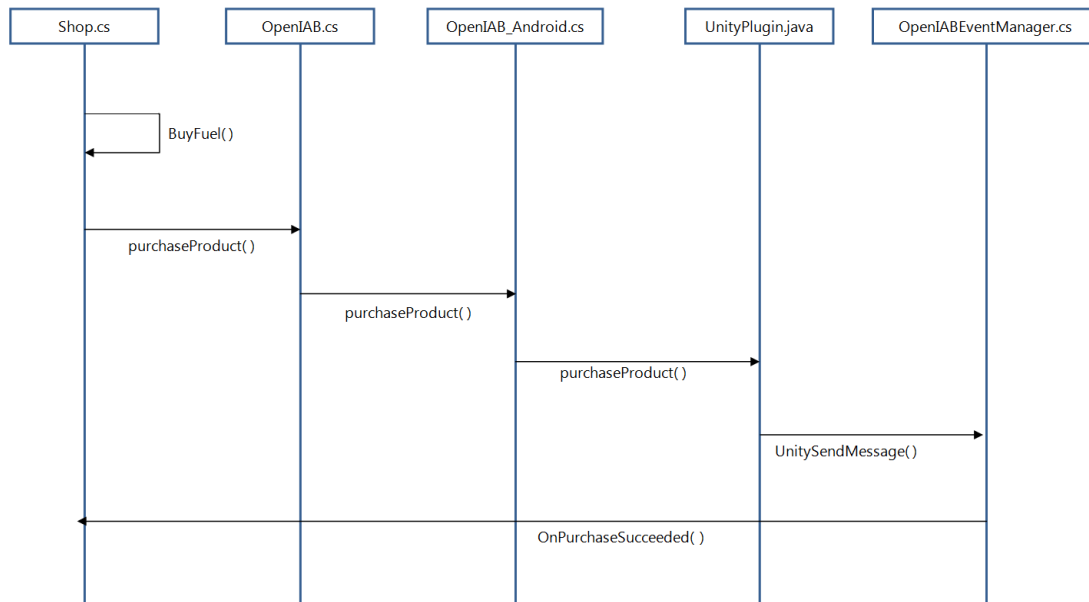 Shop.cs
OpenIAB.cs
OpenIAB_Android.cs
UnityPlugin.java
OpenIABEventManager.cs
BuyFuel( )
purchaseProduct( )
purchaseProduct( )
purchaseProduct( )
UnitySendMessage( )
OnPurchaseSucceeded( )